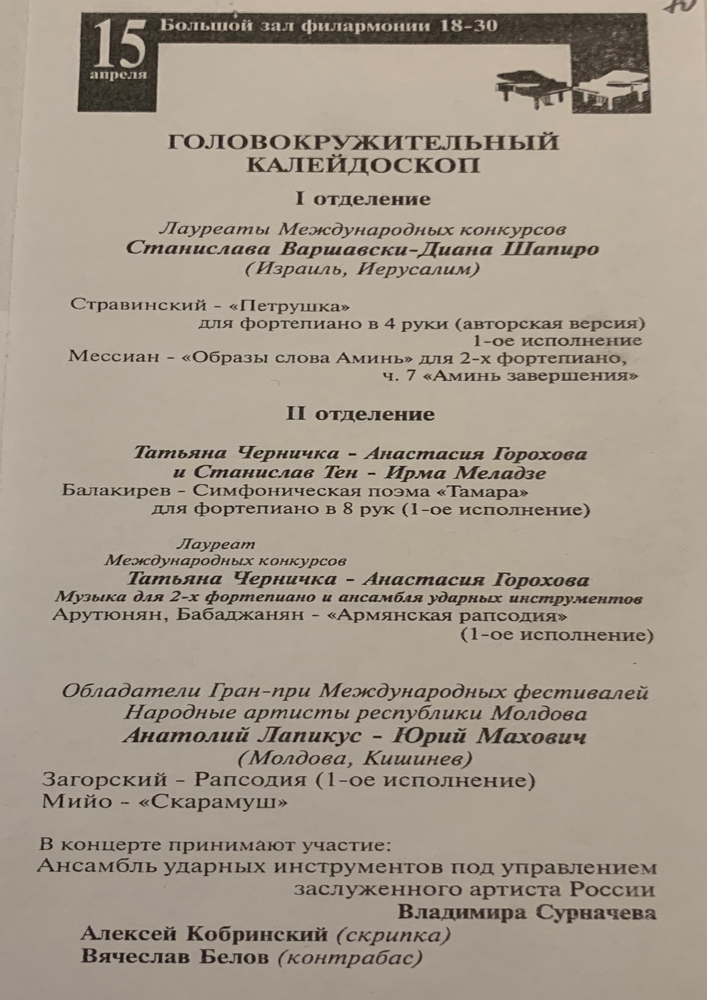 15
апреля
Большой зал филармонии 18-30
ГОЛОВОКРУЖИТЕЛЬНЫЙ
КАЛЕЙДОСКОП
I отделение
Лауреаты Международных конкурсов
Станислава Варшавски-Диана Шапиро
(Израиль, Иерусалим)
Стравинский - «Петрушка»
для фортепиано в 4 руки (авторская версия)
1-ое исполнение
Мессиан - «Образы слова Аминь» для 2-х фортепиано,
ч. 7 «Аминь завершения»
II отделение
Татьяна Черничка - Анастасия Горохова
и Станислав Тен - Ирма Меладзе
Балакирев - Симфоническая поэма «Тамара»
для фортепиано в 8 рук (1-ое исполнение)
Лауреат
Международных конкурсов
Татьяна Черничка - Анастасия Горохова
Музыка для 2-х фортепиано и ансамбля ударных инструментов
Арутюнян, Бабаджанян - «Армянская рапсодия»
(1-ое исполнение)
Обладатели Гран-при Международных фестивалей
Народные артисты республики Молдова
Анатолий Лапикус - Юрий Махович
(Молдова, Кишинев)
Загорский - Рапсодия (1-ое исполнение)
Мийо - «Скарамуш»
В концерте принимают участие:
Ансамбль ударных инструментов под управлением
заслуженного артиста России
Владимира Сурначева
Алексей Кобринский (скрипка)
Вячеслав Белов (контрабас)